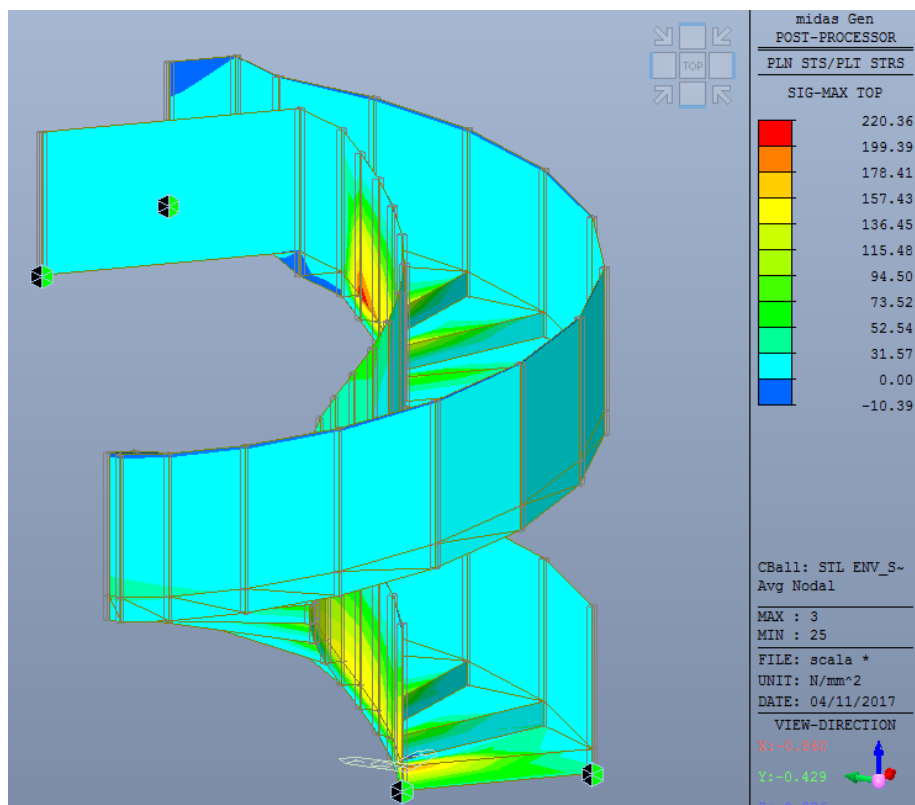 TOP
midas Gen
POST-PROCESSOR
PLN STS/PLT STRS
SIG-MAX TOP
220.36
199.39
178.41
157.43
136.45
115.48
94.50
73.52
52.54
31.57
0.00
-10.39
CBall: STL ENV_S~
Avg Nodal
MAX : 3
MIN : 25
FILE: scala *
UNIT: N/mm^2
DATE: 04/11/2017
VIEW-DIRECTION
X:-0.866
Y:-0.429